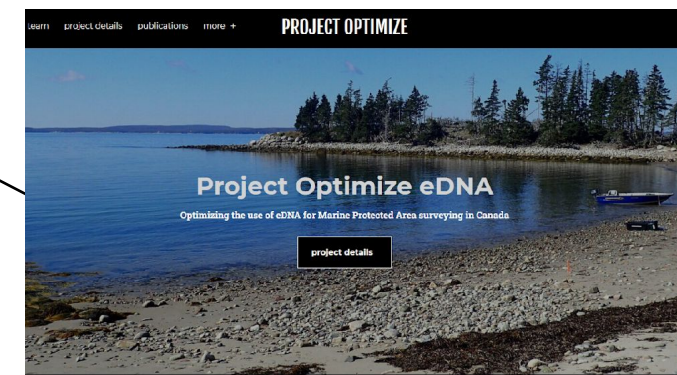 team project details publications more + PROJECT OPTIMIZE
Project Optimize eDNA
Optimizing the use of eDNA for Marine Protected Area surveying in Canada
project details